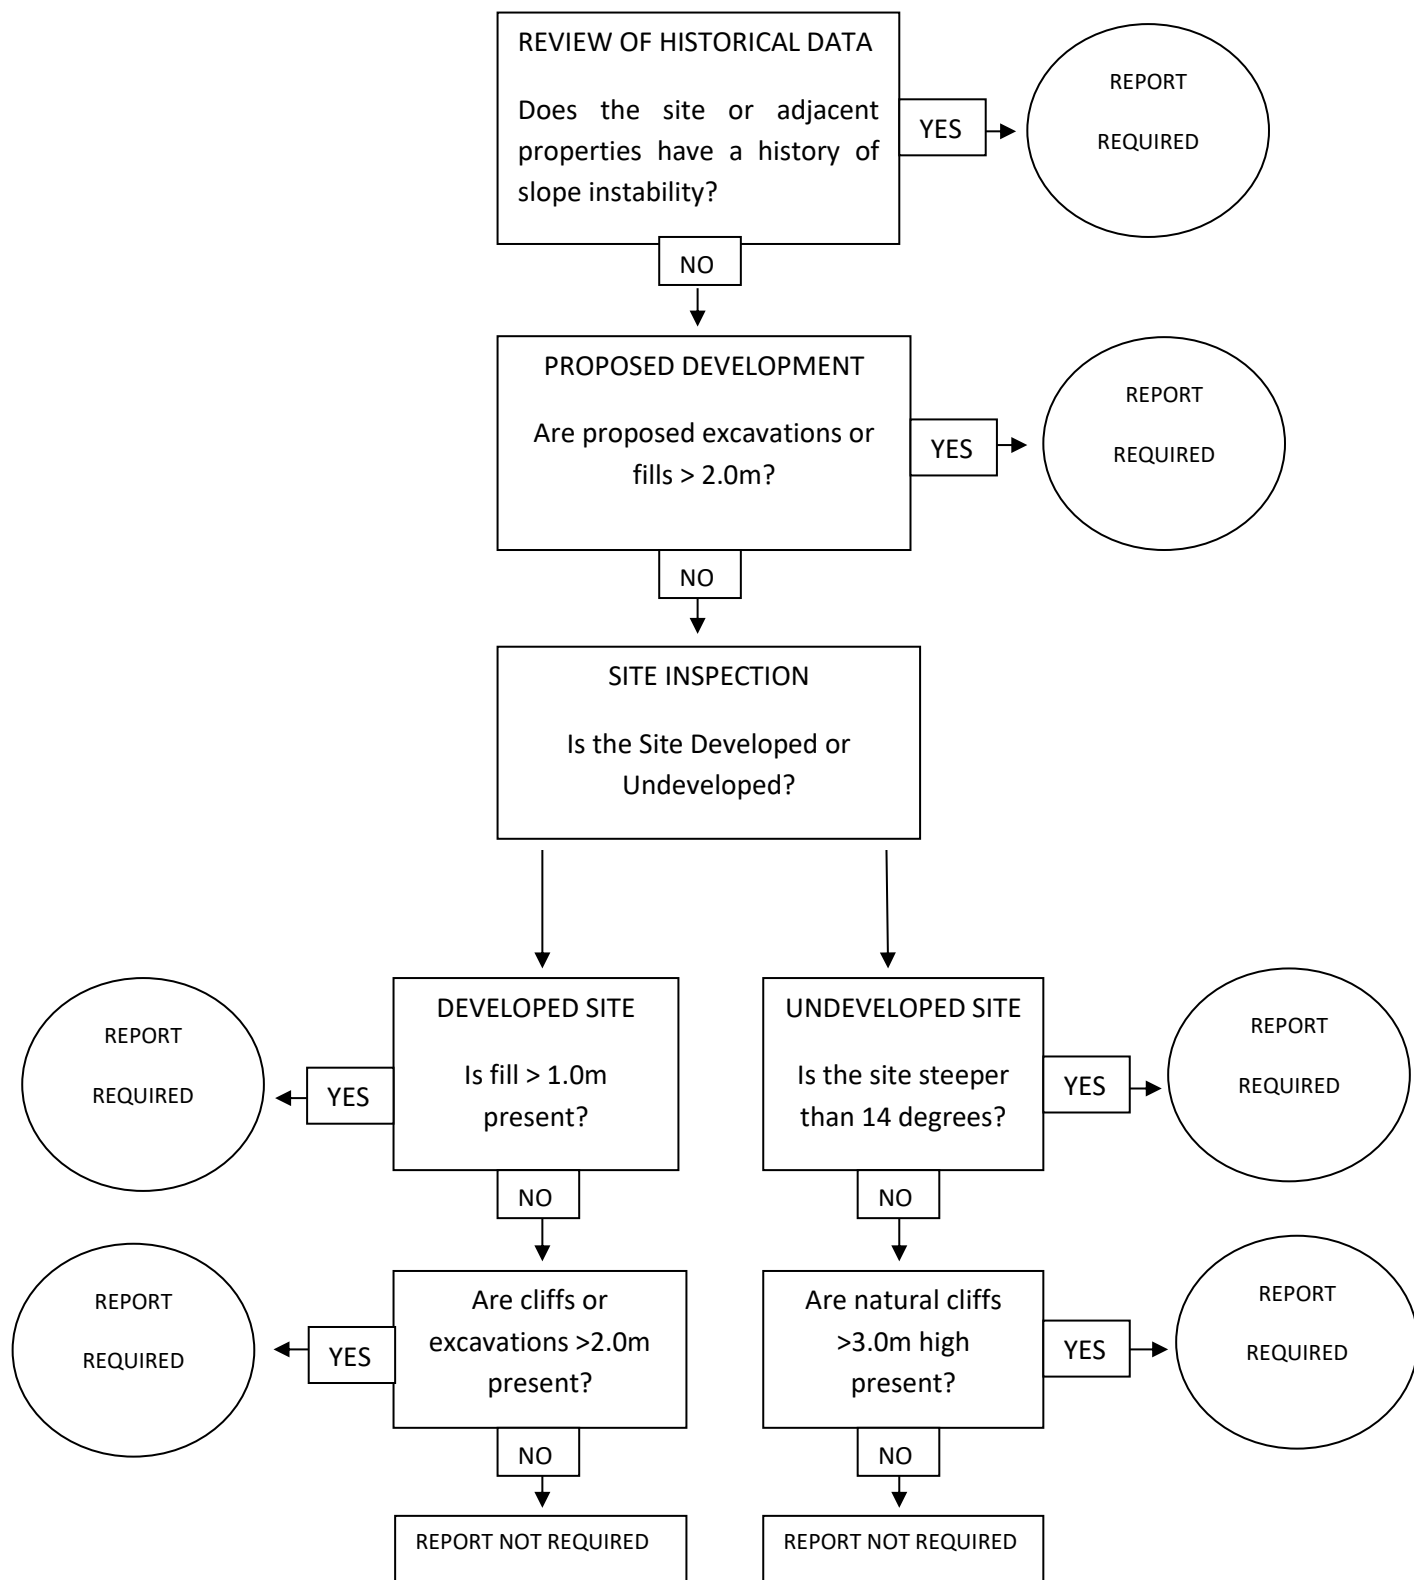 REVIEW OF HISTORICAL DATA
Does the site or adjacent
properties have a history of
slope instability?
YES
REPORT
REQUIRED
NO
PROPOSED DEVELOPMENT
Are proposed excavations or
fills > 2.0m?
YES
REPORT
REQUIRED
NO
SITE INSPECTION
Is the Site Developed or
Undeveloped?
DEVELOPED SITE
Is fill > 1.0m
present?
YES
REPORT
REQUIRED
NO
Are cliffs or
excavations >2.0m
present?
YES
REPORT
REQUIRED
NO
REPORT NOT REQUIRED
UNDEVELOPED SITE
Is the site steeper
than 14 degrees?
YES
REPORT
REQUIRED
NO
Are natural cliffs
>3.0m high
present?
YES
REPORT
REQUIRED
NO
REPORT NOT REQUIRED